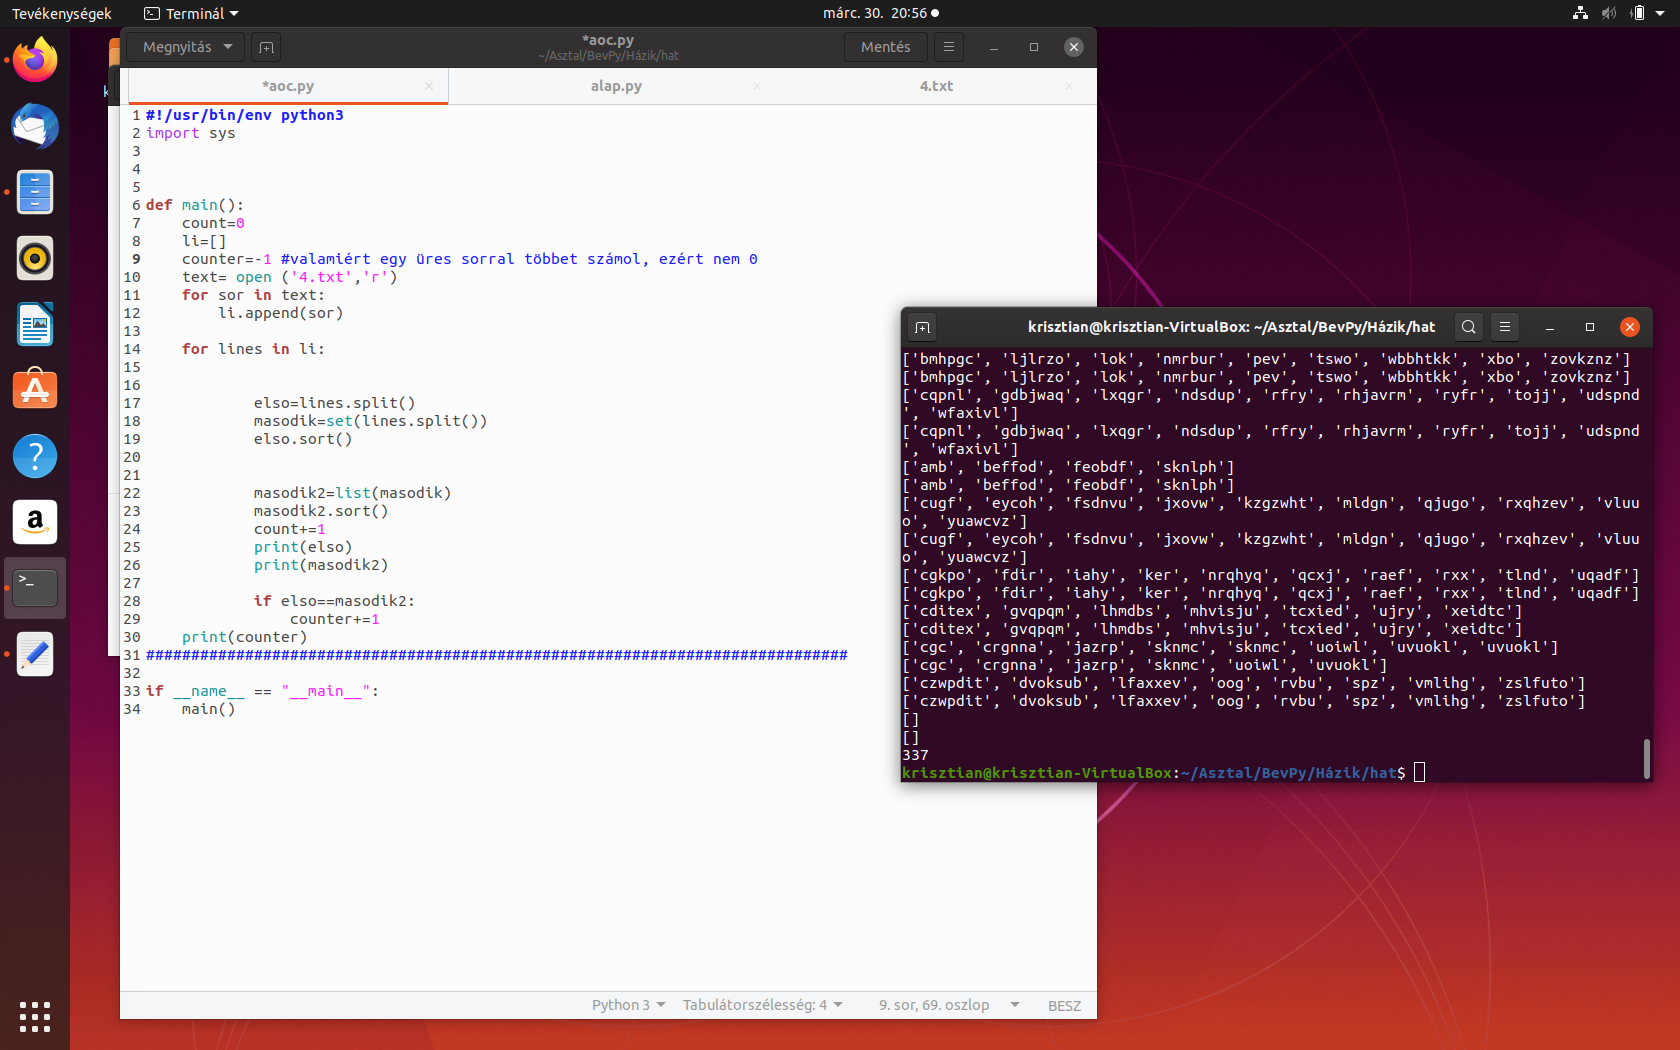 Tevékenységek
Terminál
márc. 30. 20:56
Megnyitás
*aoc.py
~/Asztal/BevPy/Házik/hat
Mentés
*aoc.py
alap.py
4.txt
1 #!/usr/bin/env python3
2 import sys
3
4
5
6 def main():
7     count=0
8     li=[]
9     counter=-1 #valamiért egy üres sorral többet számol, ezért nem 0
10     text= open ('4.txt','r')
11     for sor in text:
12         li.append(sor)
13
14     for lines in li:
15
16
17             elso=lines.split()
18             masodik=set(lines.split())
19             elso.sort()
20
21
22             masodik2=list(masodik)
23             masodik2.sort()
24             count+=1
25             print(elso)
26             print(masodik2)
27
28             if elso==masodik2:
29                 counter+=1
30     print(counter)
31 ##############################################################################
32
33 if __name__ == "__main__":
34     main()
Python 3
Tabulátorszélesség: 4
9. sor, 69. oszlop
BESZ
krisztian@krisztian-VirtualBox: ~/Asztal/BevPy/Házik/hat
['bmhpgc', 'ljlrzo', 'lok', 'nmrbur', 'pev', 'tswo', 'wbbhtkk', 'xbo', 'zovkznz']
['bmhpgc', 'ljlrzo', 'lok', 'nmrbur', 'pev', 'tswo', 'wbbhtkk', 'xbo', 'zovkznz']
['cqpnl', 'gdbjwaq', 'lxqgr', 'ndsdup', 'rfry', 'rhjavrm', 'ryfr', 'tojj', 'udspnd
', 'wfaxivl']
['cqpnl', 'gdbjwaq', 'lxqgr', 'ndsdup', 'rfry', 'rhjavrm', 'ryfr', 'tojj', 'udspnd
', 'wfaxivl']
['amb', 'beffod', 'feobdf', 'sknlph']
['amb', 'beffod', 'feobdf', 'sknlph']
['cugf', 'eycoh', 'fsdnvu', 'jxovw', 'kzgzwht', 'mldgn', 'qjugo', 'rxqhzev', 'vluu
o', 'yuawcvz']
['cugf', 'eycoh', 'fsdnvu', 'jxovw', 'kzgzwht', 'mldgn', 'qjugo', 'rxqhzev', 'vluu
o', 'yuawcvz']
['cgkpo', 'fdir', 'iahy', 'ker', 'nrqhyq', 'qcxj', 'raef', 'rxx', 'tlnd', 'uqadf']
['cgkpo', 'fdir', 'iahy', 'ker', 'nrqhyq', 'qcxj', 'raef', 'rxx', 'tlnd', 'uqadf']
['cditex', 'gvqpqm', 'lhmdbs', 'mhvisju', 'tcxied', 'ujry', 'xeidtc']
['cditex', 'gvqpqm', 'lhmdbs', 'mhvisju', 'tcxied', 'ujry', 'xeidtc']
['cgc', 'crgnna', 'jazrp', 'sknmc', 'sknmc', 'uoiwl', 'uvuokl', 'uvuokl']
['cgc', 'crgnna', 'jazrp', 'sknmc', 'uoiwl', 'uvuokl']
['czwpdit', 'dvoksub', 'lfaxxev', 'oog', 'rvbu', 'spz', 'vmlihg', 'zslfuto']
['czwpdit', 'dvoksub', 'lfaxxev', 'oog', 'rvbu', 'spz', 'vmlihg', 'zslfuto']
[]
[]
337
krisztian@krisztian-VirtualBox:~/Asztal/BevPy/Házik/hat$